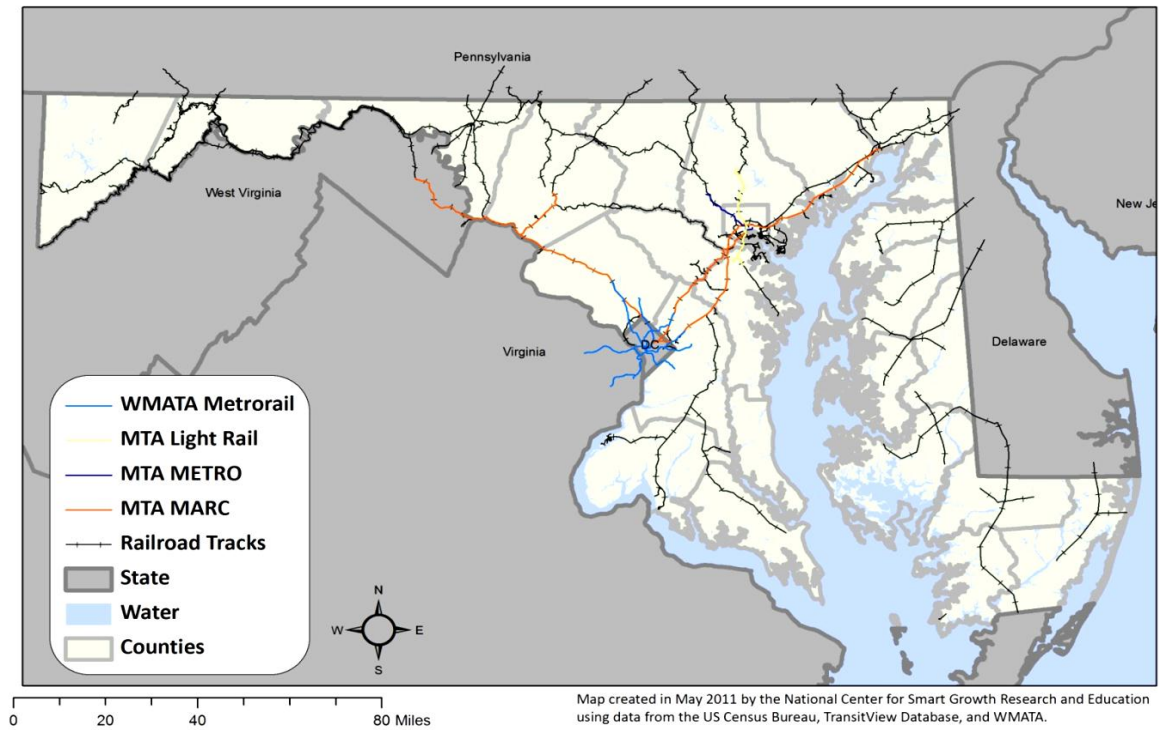 Pennsylvania
West Virginia
New Je
Virginia
DC
Delaware
WMATA Metrorail
MTA Light Rail
MTA METRO
MTA MARC
Railroad Tracks
State
Water
Counties
N
W E
S
0 20 40 80 Miles
Map created in May 2011 by the National Center for Smart Growth Research and Education
using data from the US Census Bureau, TransitView Database, and WMATA.